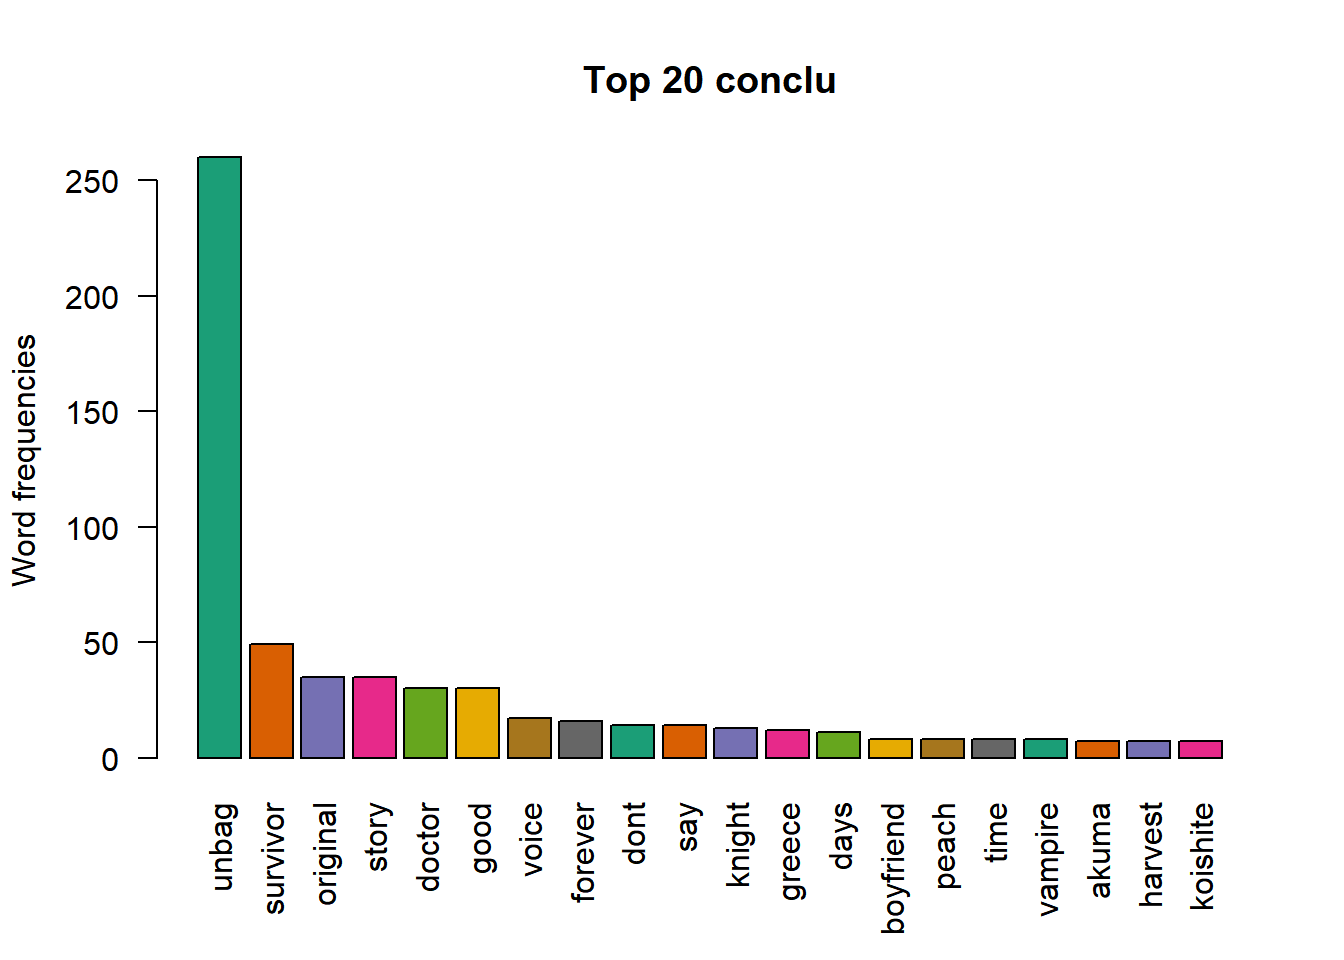 Top 20 conclu
Word frequencies
250
200
150
100
50
0
unbag
survivor
original
story
doctor
good
voice
forever
dont
say
knight
greece
days
boyfriend
peach
time
vampire
akuma
harvest
koishite